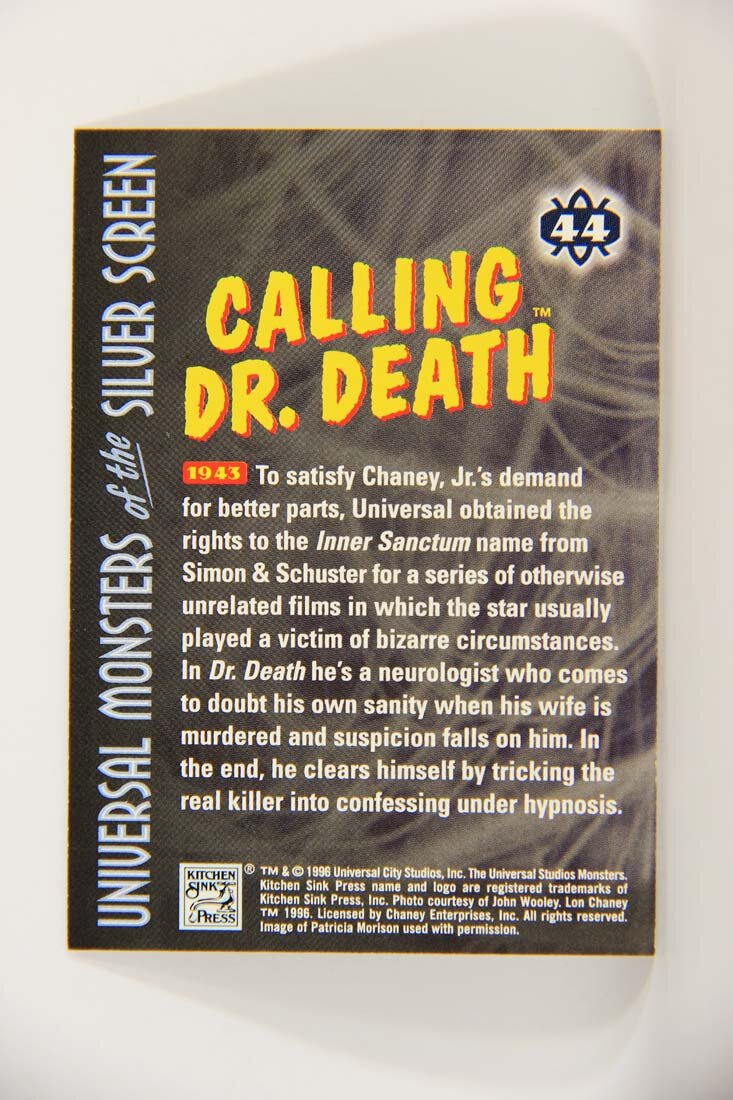 UNIVERSAL MONSTERS of the SILVER SCREEN
44
CALLING
DR. DEATH™
1943 To satisfy Chaney, Jr.'s demand
for better parts, Universal obtained the
rights to the Inner Sanctum name from
Simon & Schuster for a series of otherwise
unrelated films in which the star usually
played a victim of bizarre circumstances.
In Dr. Death he's a neurologist who comes
to doubt his own sanity when his wife is
murdered and suspicion falls on him. In
the end, he clears himself by tricking the
real killer into confessing under hypnosis.
KITCHEN
SINK
PRESS
® TM & © 1996 Universal City Studios, Inc. The Universal Studios Monsters.
Kitchen Sink Press name and logo are registered trademarks of
Kitchen Sink Press, Inc. Photo courtesy of John Wooley. Lon Chaney
TM 1996. Licensed by Chaney Enterprises, Inc. All rights reserved.
Image of Patricia Morison used with permission.